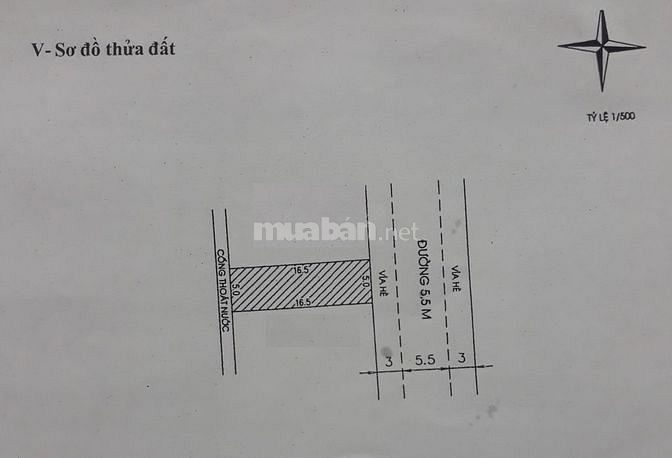 V- Sơ đồ thửa đất
TỶ LỆ 1/500
muabán.net
CỐNG THOÁT NƯỚC
5.0
16.5
16.5
5.0
VỈA HÈ
ĐƯỜNG 5.5 M
VỈA HÈ
3
5.5
3